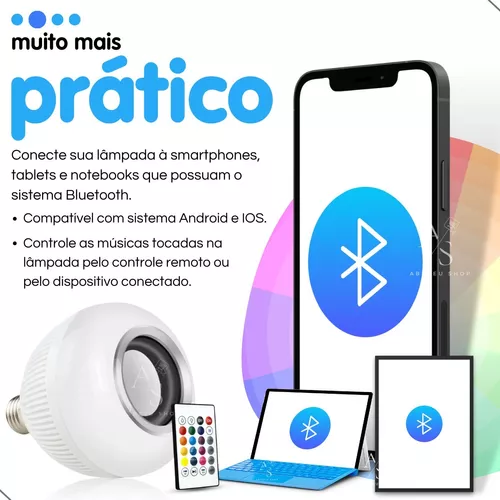 muito mais
prático
Conecte sua lâmpada à smartphones,
tablets e notebooks que possuam o
sistema Bluetooth.
• Compatível com sistema Android e IOS.
• Controle as músicas tocadas na
lâmpada pelo controle remoto ou
pelo dispositivo conectado.